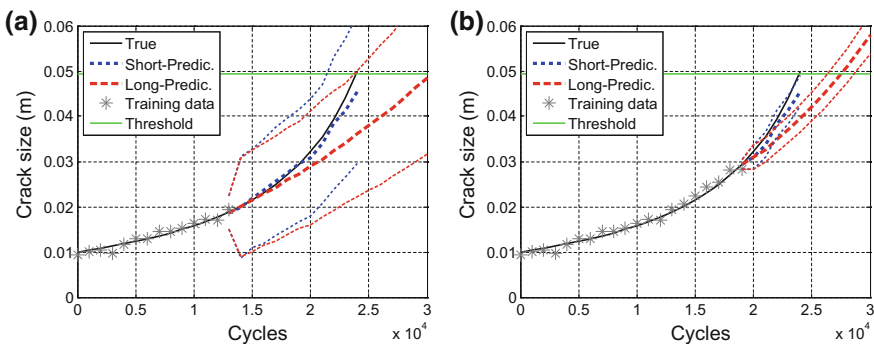 (a)
0.06
0.05
0.04
0.03
0.02
0.01
0
Crack size (m)
True
Short-Predic.
Long-Predic.
Training data
Threshold
0 0.5 1 1.5 2 2.5 3
Cycles
x 10^4
(b)
0.06
0.05
0.04
0.03
0.02
0.01
0
Crack size (m)
True
Short-Predic.
Long-Predic.
Training data
Threshold
0 0.5 1 1.5 2 2.5 3
Cycles
x 10^4